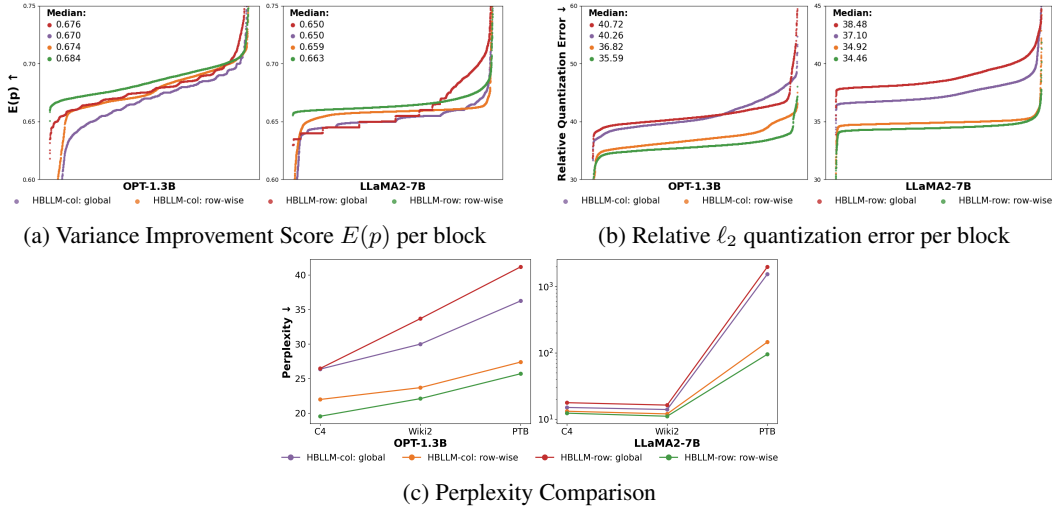 0.75
0.70
0.65
0.60
E(p) ↑
Median:
0.676
0.670
0.674
0.684
OPT-1.3B
0.75
0.70
0.65
0.60
Median:
0.650
0.650
0.659
0.663
LLaMA2-7B
HBLLM-col: global HBLLM-col: row-wise HBLLM-row: global HBLLM-row: row-wise
(a) Variance Improvement Score E(p) per block
60
50
40
30
Relative Quantization Error ↓
Median:
40.72
40.26
36.82
35.59
OPT-1.3B
45
40
35
30
Median:
38.48
37.10
34.92
34.46
LLaMA2-7B
HBLLM-col: global HBLLM-col: row-wise HBLLM-row: global HBLLM-row: row-wise
(b) Relative ℓ₂ quantization error per block
40
35
30
25
20
Perplexity ↓
C4 Wiki2 PTB
OPT-1.3B
10³
10²
10¹
C4 Wiki2 PTB
LLaMA2-7B
HBLLM-col: global HBLLM-col: row-wise HBLLM-row: global HBLLM-row: row-wise
(c) Perplexity Comparison